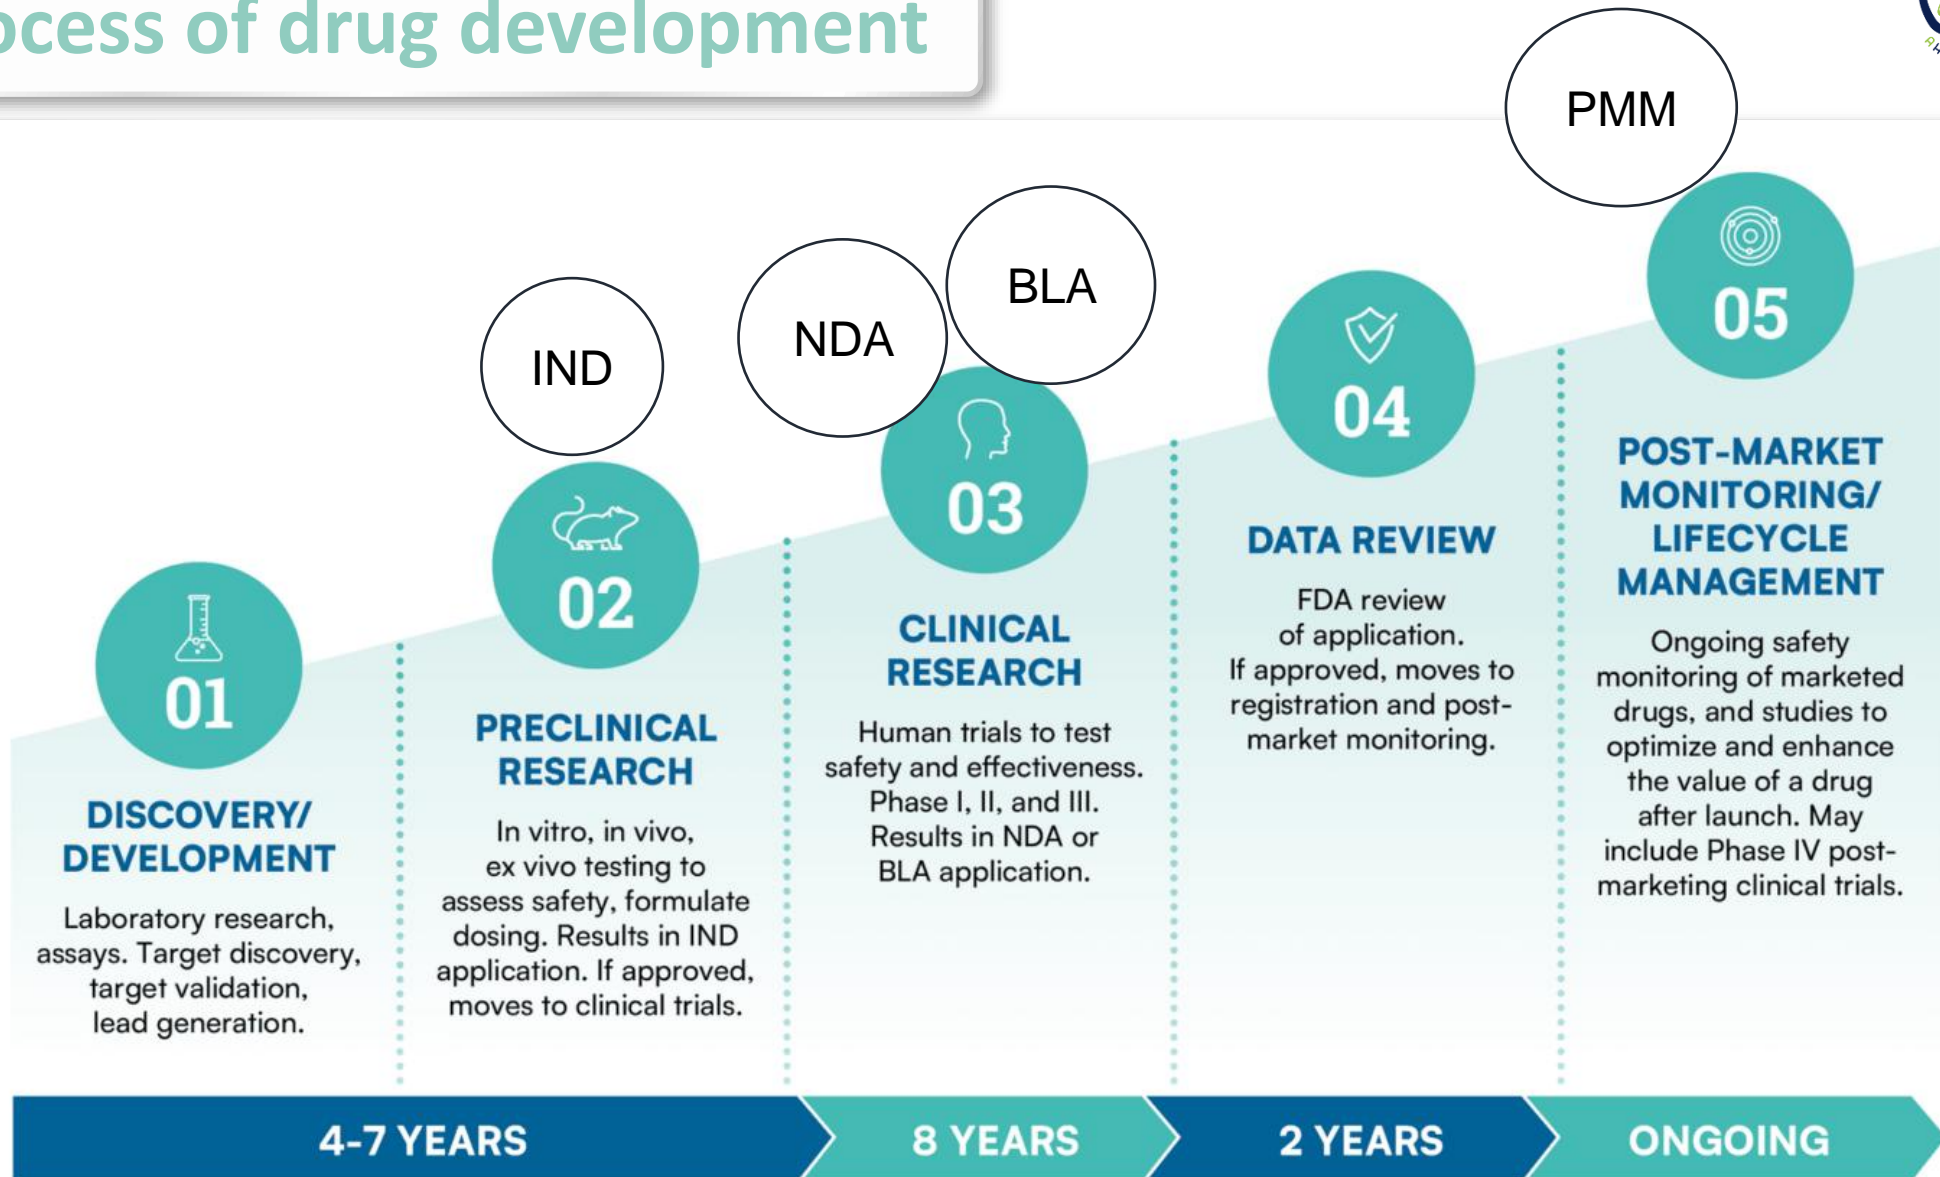 ocess of drug development
PMM
BLA
NDA
IND
01
DISCOVERY/
DEVELOPMENT
Laboratory research,
assays. Target discovery,
target validation,
lead generation.
02
PRECLINICAL
RESEARCH
In vitro, in vivo,
ex vivo testing to
assess safety, formulate
dosing. Results in IND
application. If approved,
moves to clinical trials.
03
CLINICAL
RESEARCH
Human trials to test
safety and effectiveness.
Phase I, II, and III.
Results in NDA or
BLA application.
04
DATA REVIEW
FDA review
of application.
If approved, moves to
registration and post-
market monitoring.
05
POST-MARKET
MONITORING/
LIFECYCLE
MANAGEMENT
Ongoing safety
monitoring of marketed
drugs, and studies to
optimize and enhance
the value of a drug
after launch. May
include Phase IV post-
marketing clinical trials.
4-7 YEARS
8 YEARS
2 YEARS
ONGOING